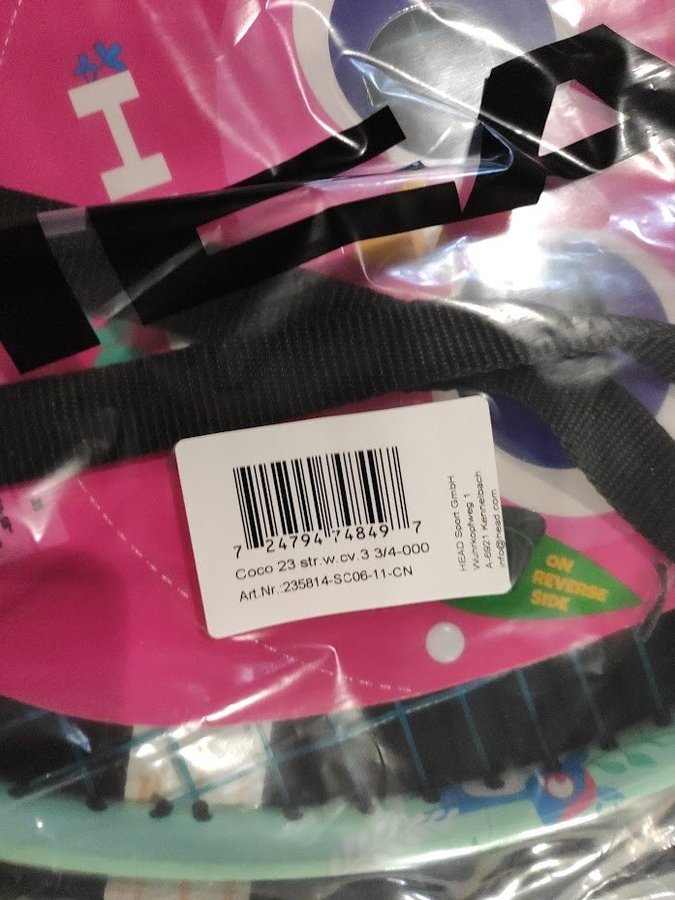 I
7 24794 74849 7
Coco 23 str.w.cv.3 3/4-000
Art.Nr.:235814-SC06-11-CN
HEAD Sport GmbH
Wuhrkopfweg 1
A-6921 Kennelbach
info@head.com
ON
REVERSE
SIDE